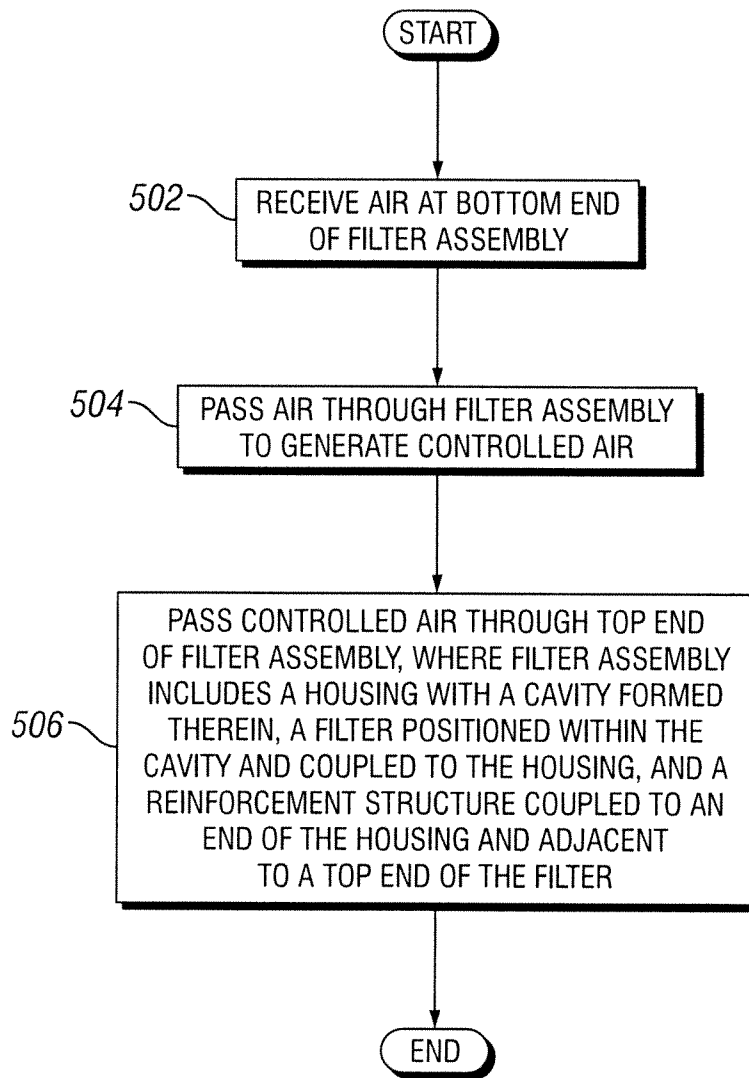 START
502
RECEIVE AIR AT BOTTOM END
OF FILTER ASSEMBLY
504
PASS AIR THROUGH FILTER ASSEMBLY
TO GENERATE CONTROLLED AIR
506
PASS CONTROLLED AIR THROUGH TOP END
OF FILTER ASSEMBLY, WHERE FILTER ASSEMBLY
INCLUDES A HOUSING WITH A CAVITY FORMED
THEREIN, A FILTER POSITIONED WITHIN THE
CAVITY AND COUPLED TO THE HOUSING, AND A
REINFORCEMENT STRUCTURE COUPLED TO AN
END OF THE HOUSING AND ADJACENT
TO A TOP END OF THE FILTER
END